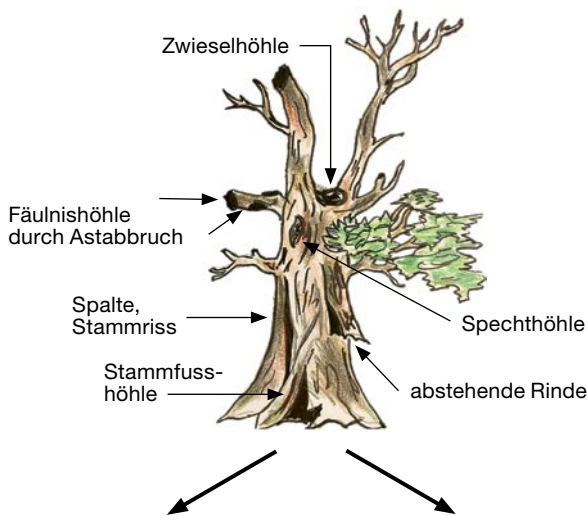 Zwieselhöhle
Fäulnishöhle
durch Astabbruch
Spalte,
Stammriss
Spechthöhle
Stammfuss-
höhle
abstehende Rinde